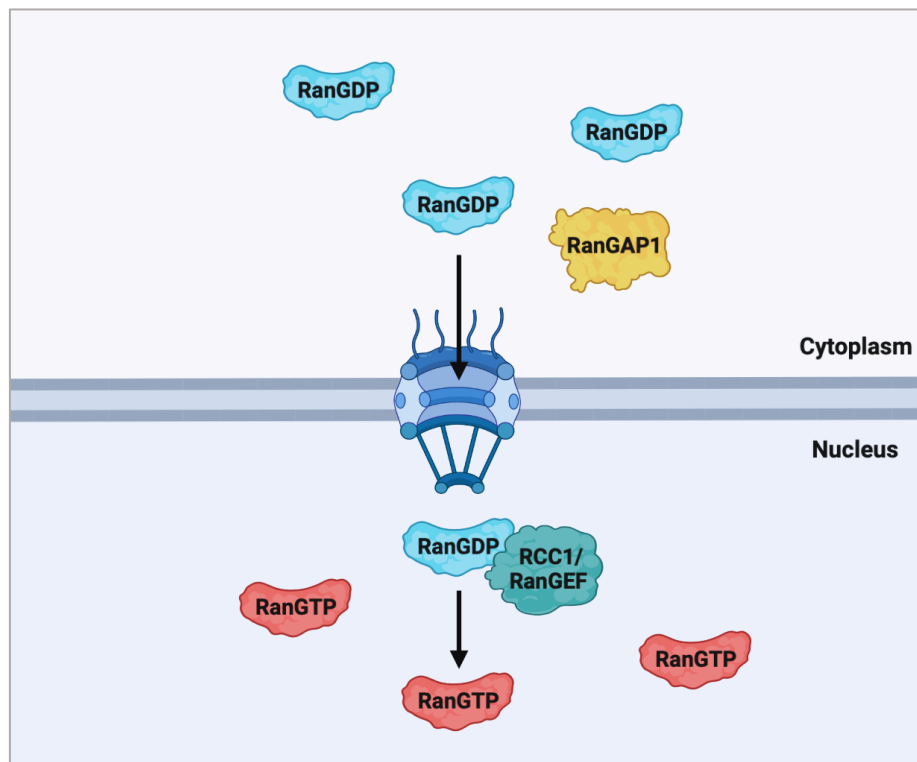 RanGDP
RanGDP
RanGDP
RanGAP1
Cytoplasm
Nucleus
RanGDP
RCC1/
RanGEF
RanGTP
RanGTP
RanGTP